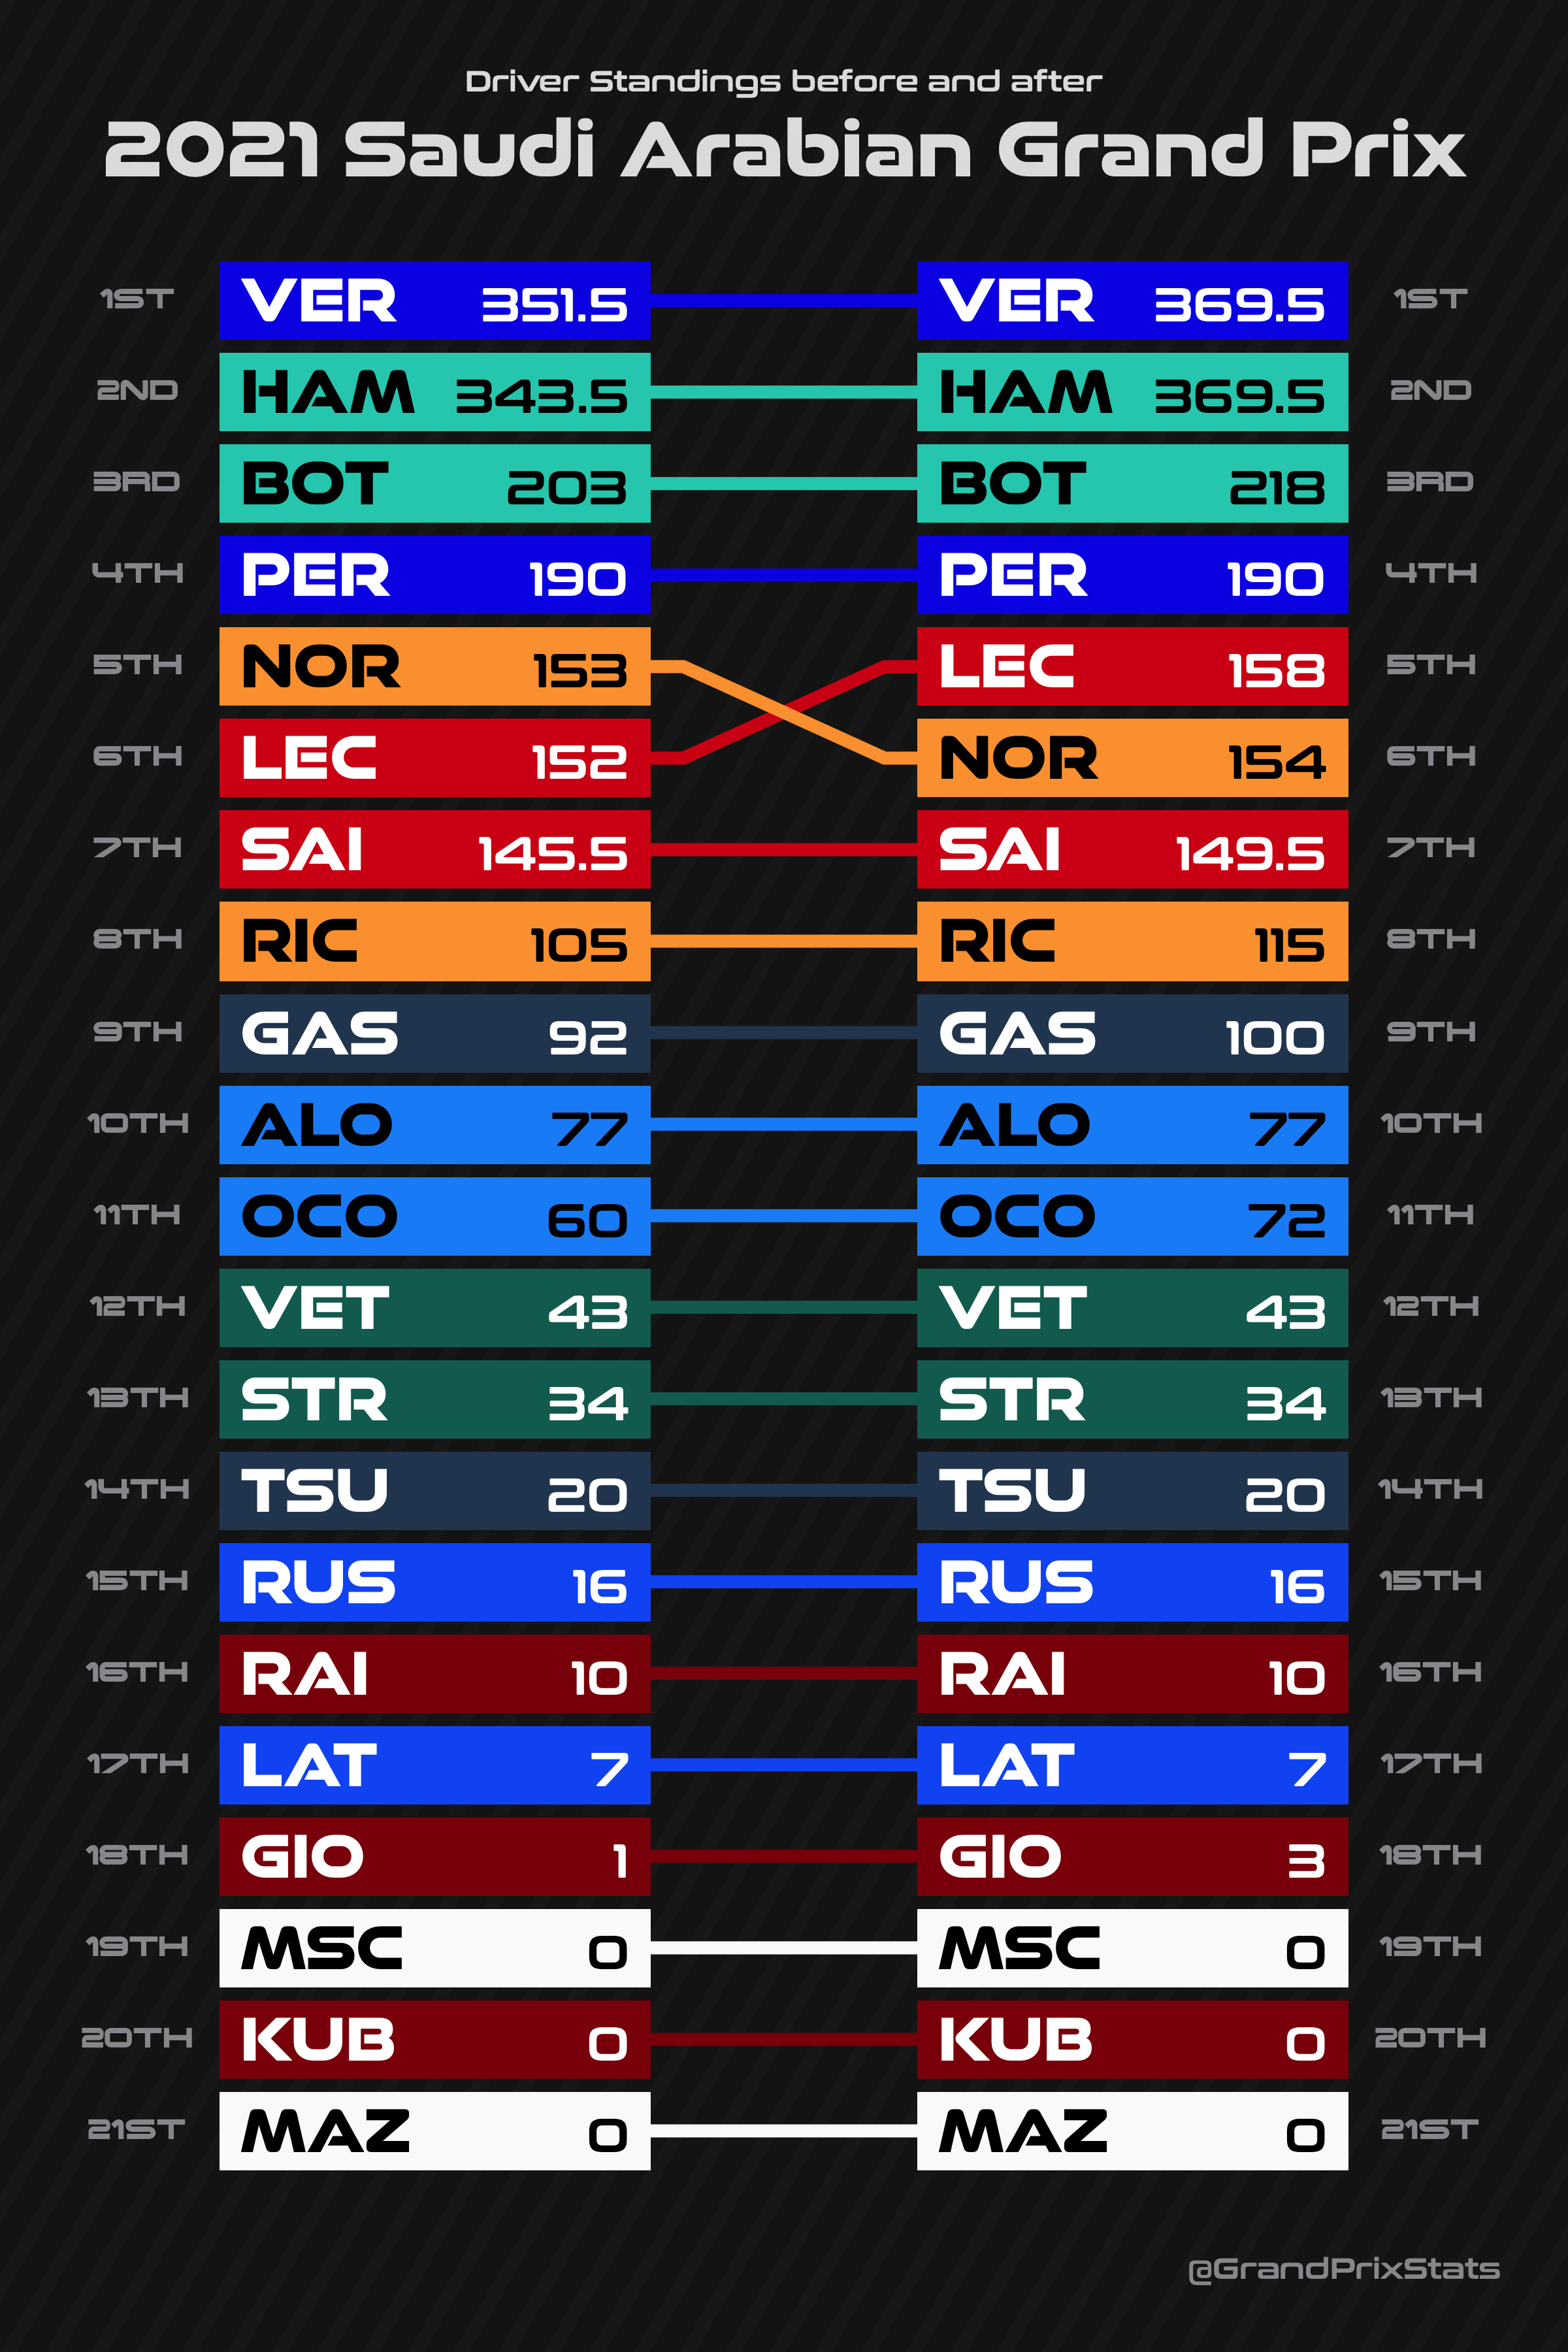 Driver Standings before and after
2021 Saudi Arabian Grand Prix
1ST VER 351.5 VER 369.5 1ST
2ND HAM 343.5 HAM 369.5 2ND
3RD BOT 203 BOT 218 3RD
4TH PER 190 PER 190 4TH
5TH NOR 153 LEC 158 5TH
6TH LEC 152 NOR 154 6TH
7TH SAI 145.5 SAI 149.5 7TH
8TH RIC 105 RIC 115 8TH
9TH GAS 92 GAS 100 9TH
10TH ALO 77 ALO 77 10TH
11TH OCO 60 OCO 72 11TH
12TH VET 43 VET 43 12TH
13TH STR 34 STR 34 13TH
14TH TSU 20 TSU 20 14TH
15TH RUS 16 RUS 16 15TH
16TH RAI 10 RAI 10 16TH
17TH LAT 7 LAT 7 17TH
18TH GIO 1 GIO 3 18TH
19TH MSC 0 MSC 0 19TH
20TH KUB 0 KUB 0 20TH
21ST MAZ 0 MAZ 0 21ST
@GrandPrixStats